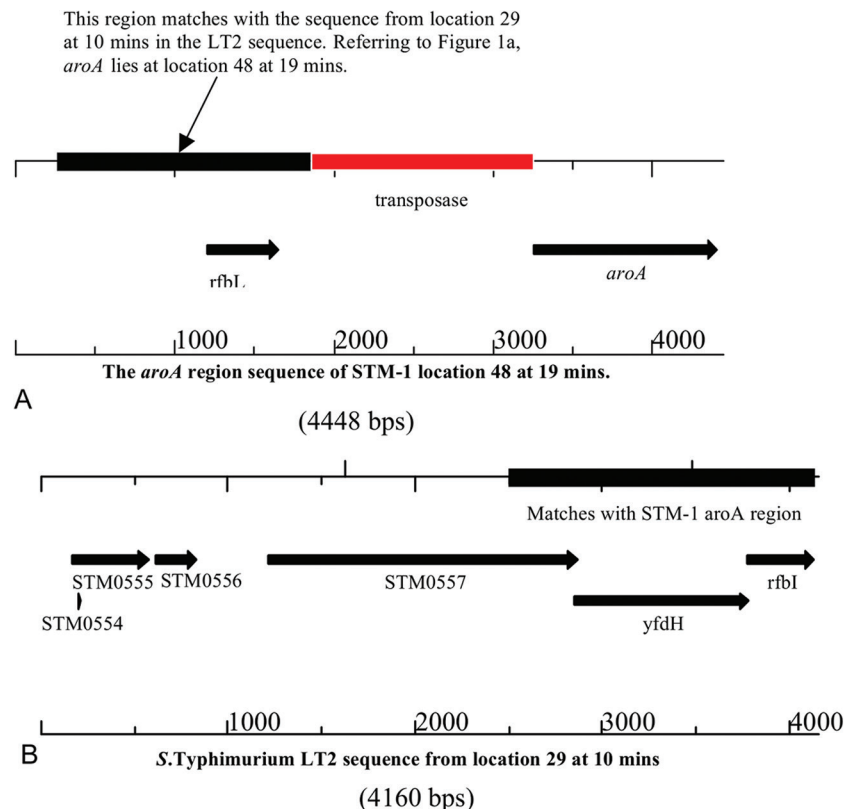 This region matches with the sequence from location 29
at 10 mins in the LT2 sequence. Referring to Figure 1a,
aroA lies at location 48 at 19 mins.
transposase
rfbL
aroA
1000 2000 3000 4000
The aroA region sequence of STM-1 location 48 at 19 mins.
A
(4448 bps)
Matches with STM-1 aroA region
STM0555 STM0556 STM0557 rfbI
STM0554 yfdH
1000 2000 3000 4000
B
S.Typhimurium LT2 sequence from location 29 at 10 mins
(4160 bps)